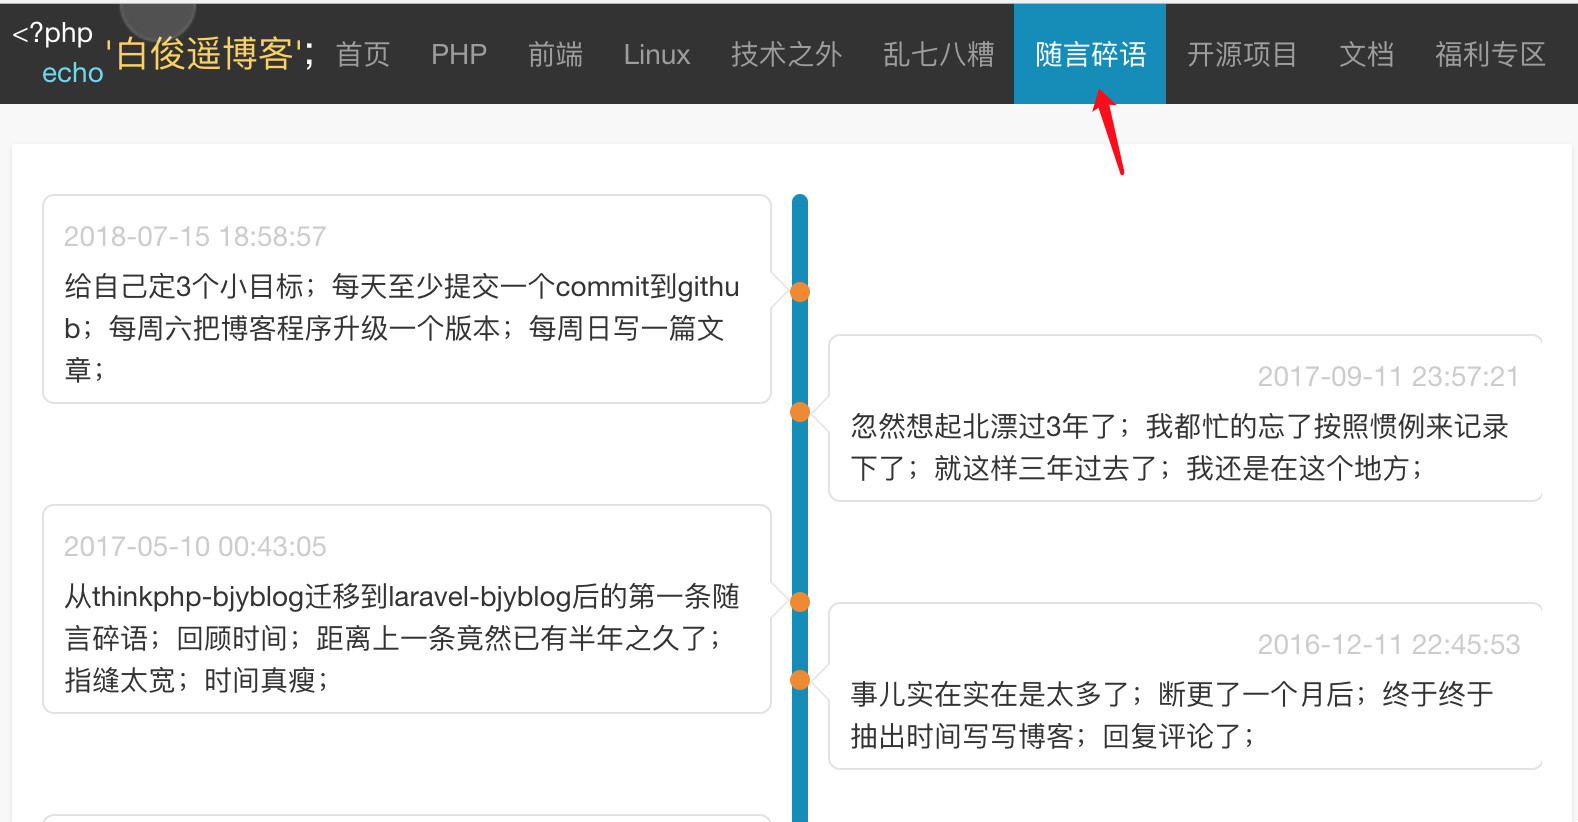 <?php
echo '白俊遥博客';
首页 PHP 前端 Linux 技术之外 乱七八糟 随言碎语 开源项目 文档 福利专区
2018-07-15 18:58:57
给自己定3个小目标；每天至少提交一个commit到githu
b；每周六把博客程序升级一个版本；每周日写一篇文
章；
2017-09-11 23:57:21
忽然想起北漂过3年了；我都忙的忘了按照惯例来记录
下了；就这样三年过去了；我还是在这个地方；
2017-05-10 00:43:05
从thinkphp-bjyblog迁移到laravel-bjyblog后的第一条随
言碎语；回顾时间；距离上一条竟然已有半年之久了；
指缝太宽；时间真瘦；
2016-12-11 22:45:53
事儿实在实在是太多了；断更了一个月后；终于终于
抽出时间写写博客；回复评论了；